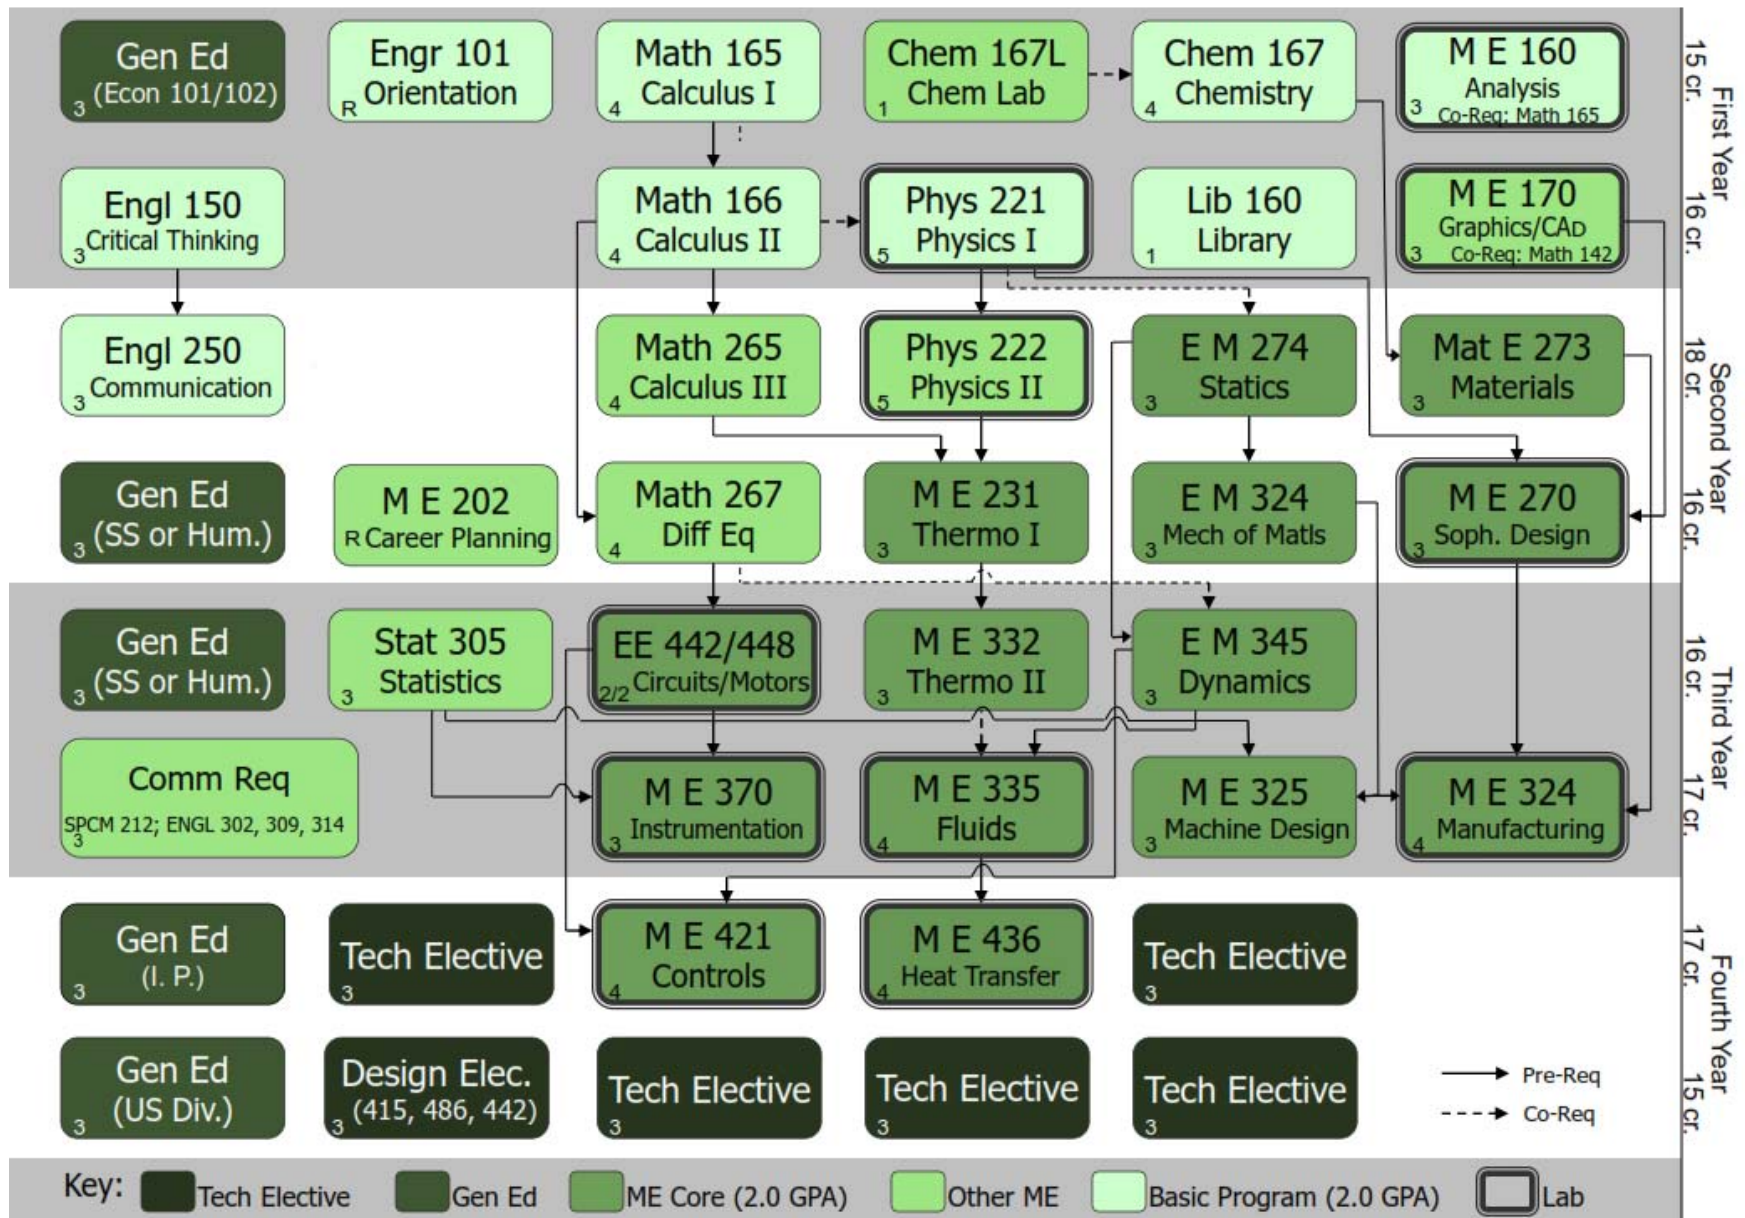 Gen Ed
3 (Econ 101/102)
Engr 101
R Orientation
Math 165
Calculus I
4
Chem 167L
Chem Lab
1
Chem 167
Chemistry
4
M E 160
Analysis
3 Co-Req: Math 165
15 cr.
First Year
Engl 150
3 Critical Thinking
Math 166
Calculus II
4
Phys 221
Physics I
5
Lib 160
Library
1
M E 170
Graphics/CAD
3 Co-Req: Math 142
16 cr.
Engl 250
3 Communication
Math 265
Calculus III
4
Phys 222
Physics II
5
E M 274
Statics
3
Mat E 273
Materials
3
18 cr.
Second Year
Gen Ed
3 (SS or Hum.)
M E 202
R Career Planning
Math 267
Diff Eq
4
M E 231
Thermo I
3
E M 324
3 Mech of Matls
M E 270
3 Soph. Design
16 cr.
Gen Ed
3 (SS or Hum.)
Stat 305
Statistics
3
EE 442/448
2/2 Circuits/Motors
M E 332
Thermo II
3
E M 345
Dynamics
3
16 cr.
Third Year
Comm Req
SPCM 212; ENGL 302, 309, 314
3
M E 370
3 Instrumentation
M E 335
Fluids
4
M E 325
3 Machine Design
M E 324
4 Manufacturing
17 cr.
Gen Ed
(I. P.)
3
Tech Elective
3
M E 421
Controls
4
M E 436
4 Heat Transfer
Tech Elective
3
17 cr.
Fourth Year
Gen Ed
3 (US Div.)
Design Elec.
3 (415, 486, 442)
Tech Elective
3
Tech Elective
3
Tech Elective
3
15 cr.
Pre-Req
Co-Req
Key: Tech Elective Gen Ed ME Core (2.0 GPA) Other ME Basic Program (2.0 GPA) Lab